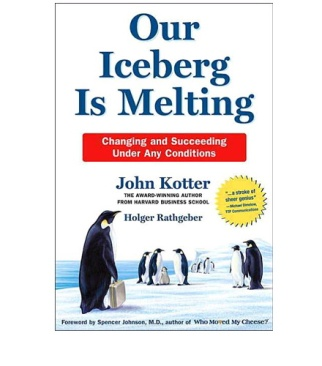 Our
Iceberg
Is Melting
Changing and Succeeding
Under Any Conditions
John Kotter
THE AWARD-WINNING AUTHOR
FROM HARVARD BUSINESS SCHOOL
Holger Rathgeber
"...a stroke
of sheer
genius"
Foreword by Spencer Johnson, M.D., author of Who Moved My Cheese?